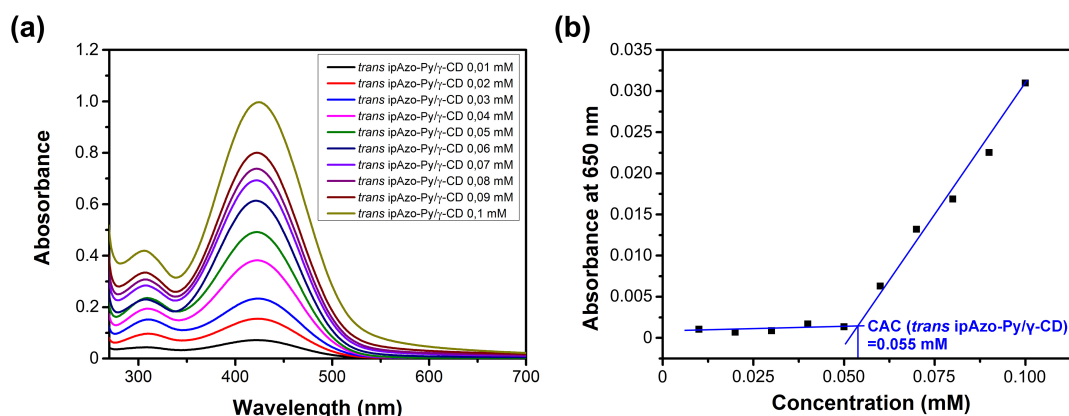 (a)
1.2
1.0
0.8
0.6
0.4
0.2
0
Abosorbance
300
400
500
600
700
Wavelength (nm)
trans ipAzo-Py/γ-CD 0,01 mM
trans ipAzo-Py/γ-CD 0,02 mM
trans ipAzo-Py/γ-CD 0,03 mM
trans ipAzo-Py/γ-CD 0,04 mM
trans ipAzo-Py/γ-CD 0,05 mM
trans ipAzo-Py/γ-CD 0,06 mM
trans ipAzo-Py/γ-CD 0,07 mM
trans ipAzo-Py/γ-CD 0,08 mM
trans ipAzo-Py/γ-CD 0,09 mM
trans ipAzo-Py/γ-CD 0,1 mM
(b)
0.035
0.030
0.025
0.020
0.015
0.010
0.005
0
Absorbance at 650 nm
CAC (trans ipAzo-Py/γ-CD)
=0.055 mM
0
0.025
0.050
0.075
0.100
Concentration (mM)